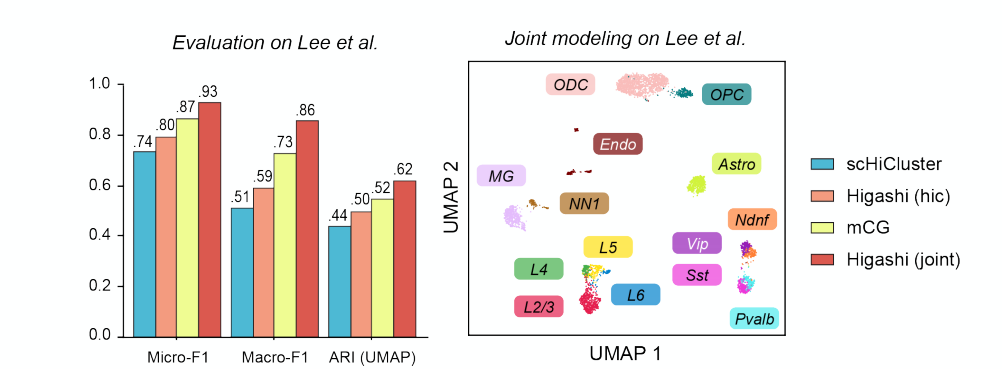 Evaluation on Lee et al.
Joint modeling on Lee et al.
1.0
0.8
0.6
0.4
0.2
0.0
.74
.80
.87
.93
.51
.59
.73
.86
.44
.50
.52
.62
Micro-F1
Macro-F1
ARI (UMAP)
UMAP 2
ODC
OPC
Endo
Astro
MG
NN1
Ndnf
Vip
L5
L4
Sst
L6
L2/3
Pvalb
UMAP 1
scHiCluster
Higashi (hic)
mCG
Higashi (joint)